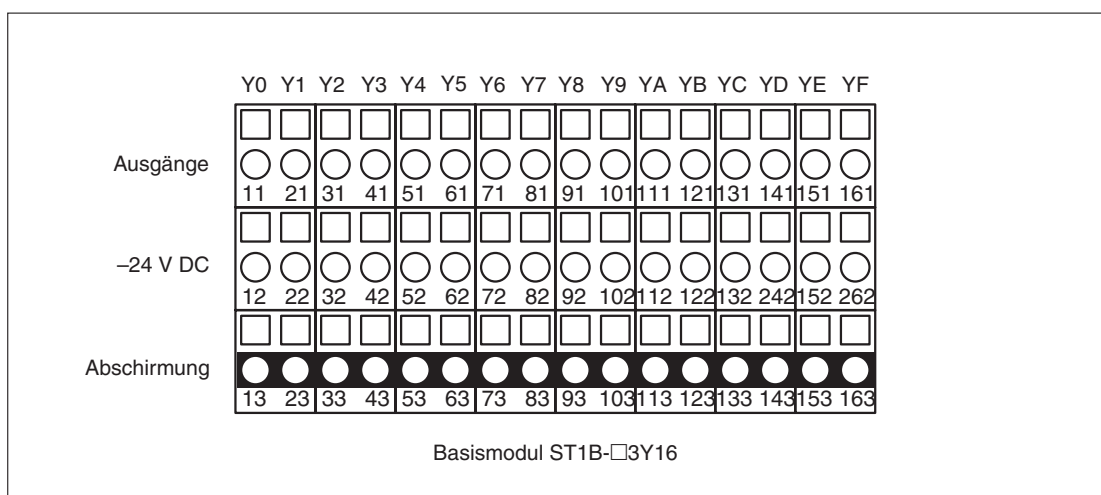 Y0 Y1 Y2 Y3 Y4 Y5 Y6 Y7 Y8 Y9 YA YB YC YD YE YF
Ausgänge
11 21 31 41 51 61 71 81 91 101 111 121 131 141 151 161
–24 V DC
12 22 32 42 52 62 72 82 92 102 112 122 132 242 152 262
Abschirmung
13 23 33 43 53 63 73 83 93 103 113 123 133 143 153 163
Basismodul ST1B-□3Y16